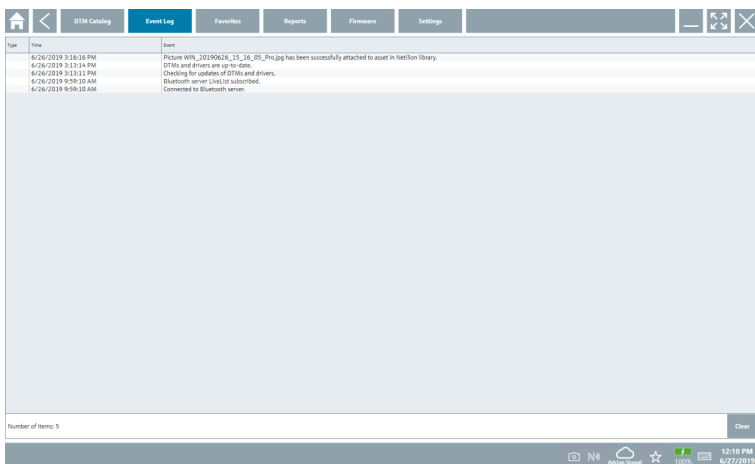 DTM Catalog Event Log Favorites Reports Firmware Settings
Type Time Event
6/26/2019 3:16:16 PM Picture WIN_20190626_15_16_05_Pro.jpg has been successfully attached to asset in Netilion library.
6/26/2019 3:13:14 PM DTMs and drivers are up-to-date.
6/26/2019 3:13:11 PM Checking for updates of DTMs and drivers.
6/26/2019 9:59:10 AM Bluetooth server LiveList subscribed.
6/26/2019 9:59:10 AM Connected to Bluetooth server.
Number of items: 5 Clear
Adrian Stand 100% 12:10 PM
6/27/2019